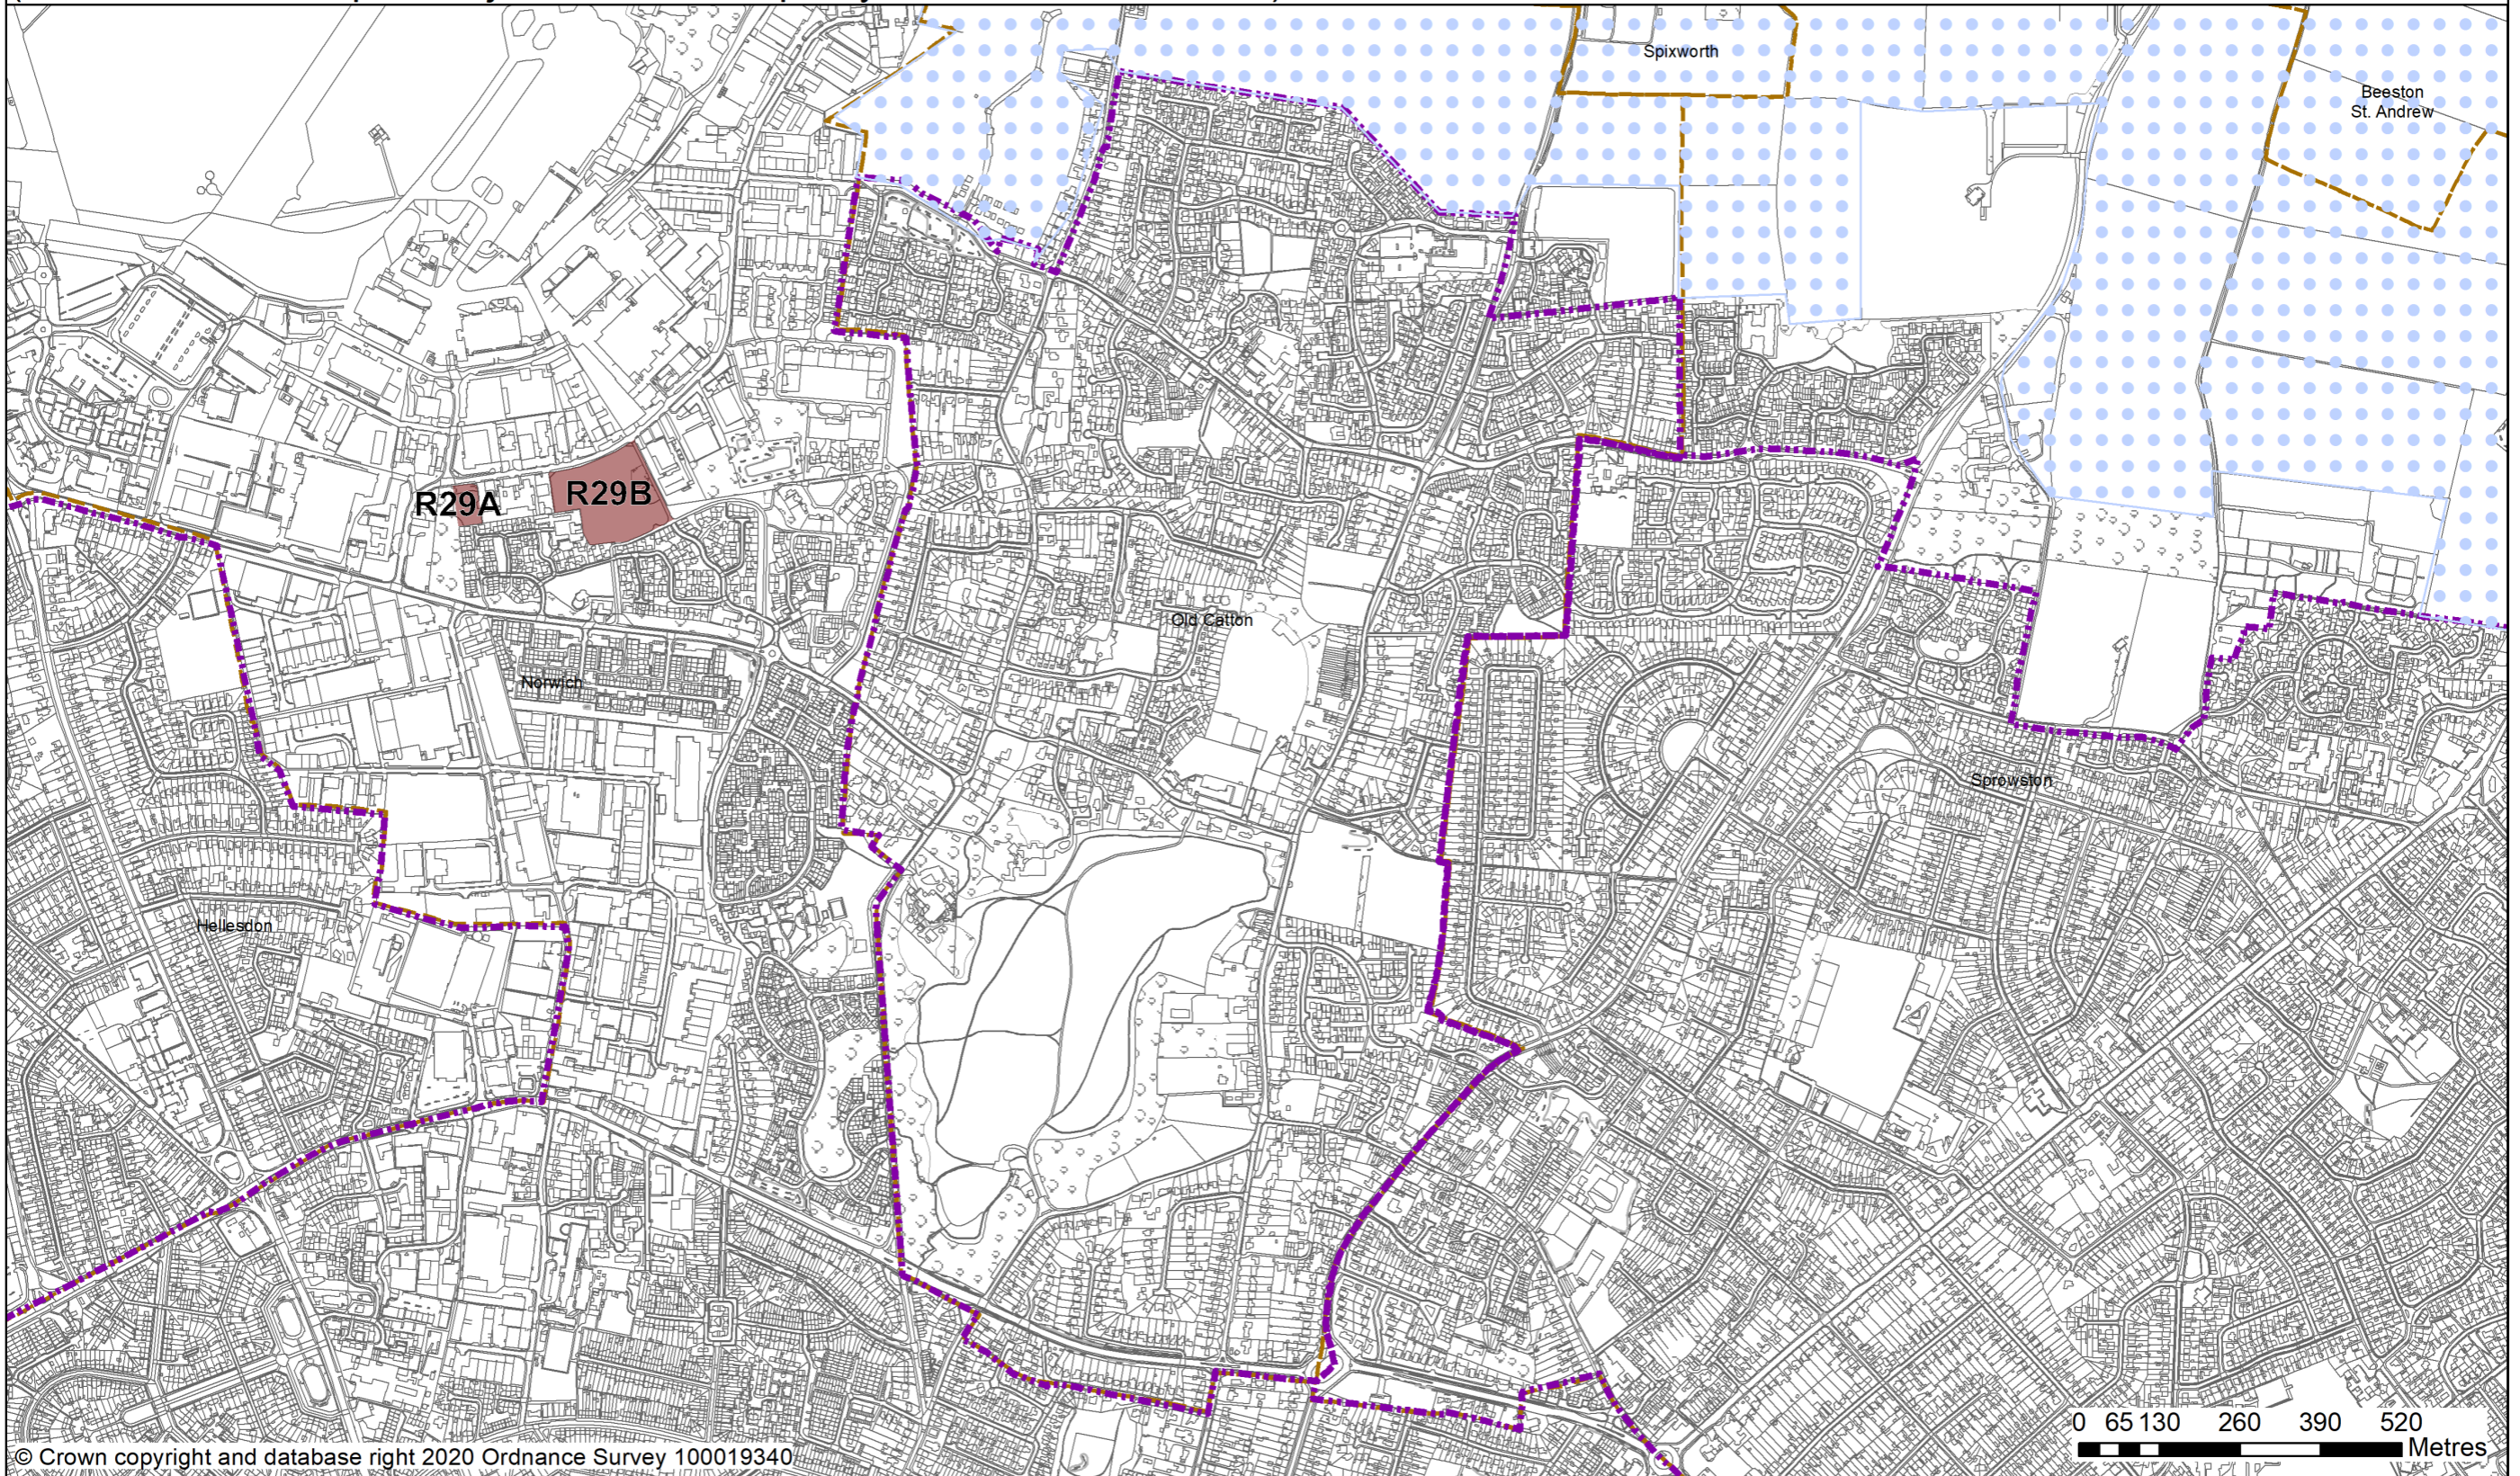 Spixworth
Beeston
St. Andrew
R29A
R29B
Old Catton
Norwich
Sprowston
Hellesdon
0 65 130 260 390 520
Metres
© Crown copyright and database right 2020 Ordnance Survey 100019340